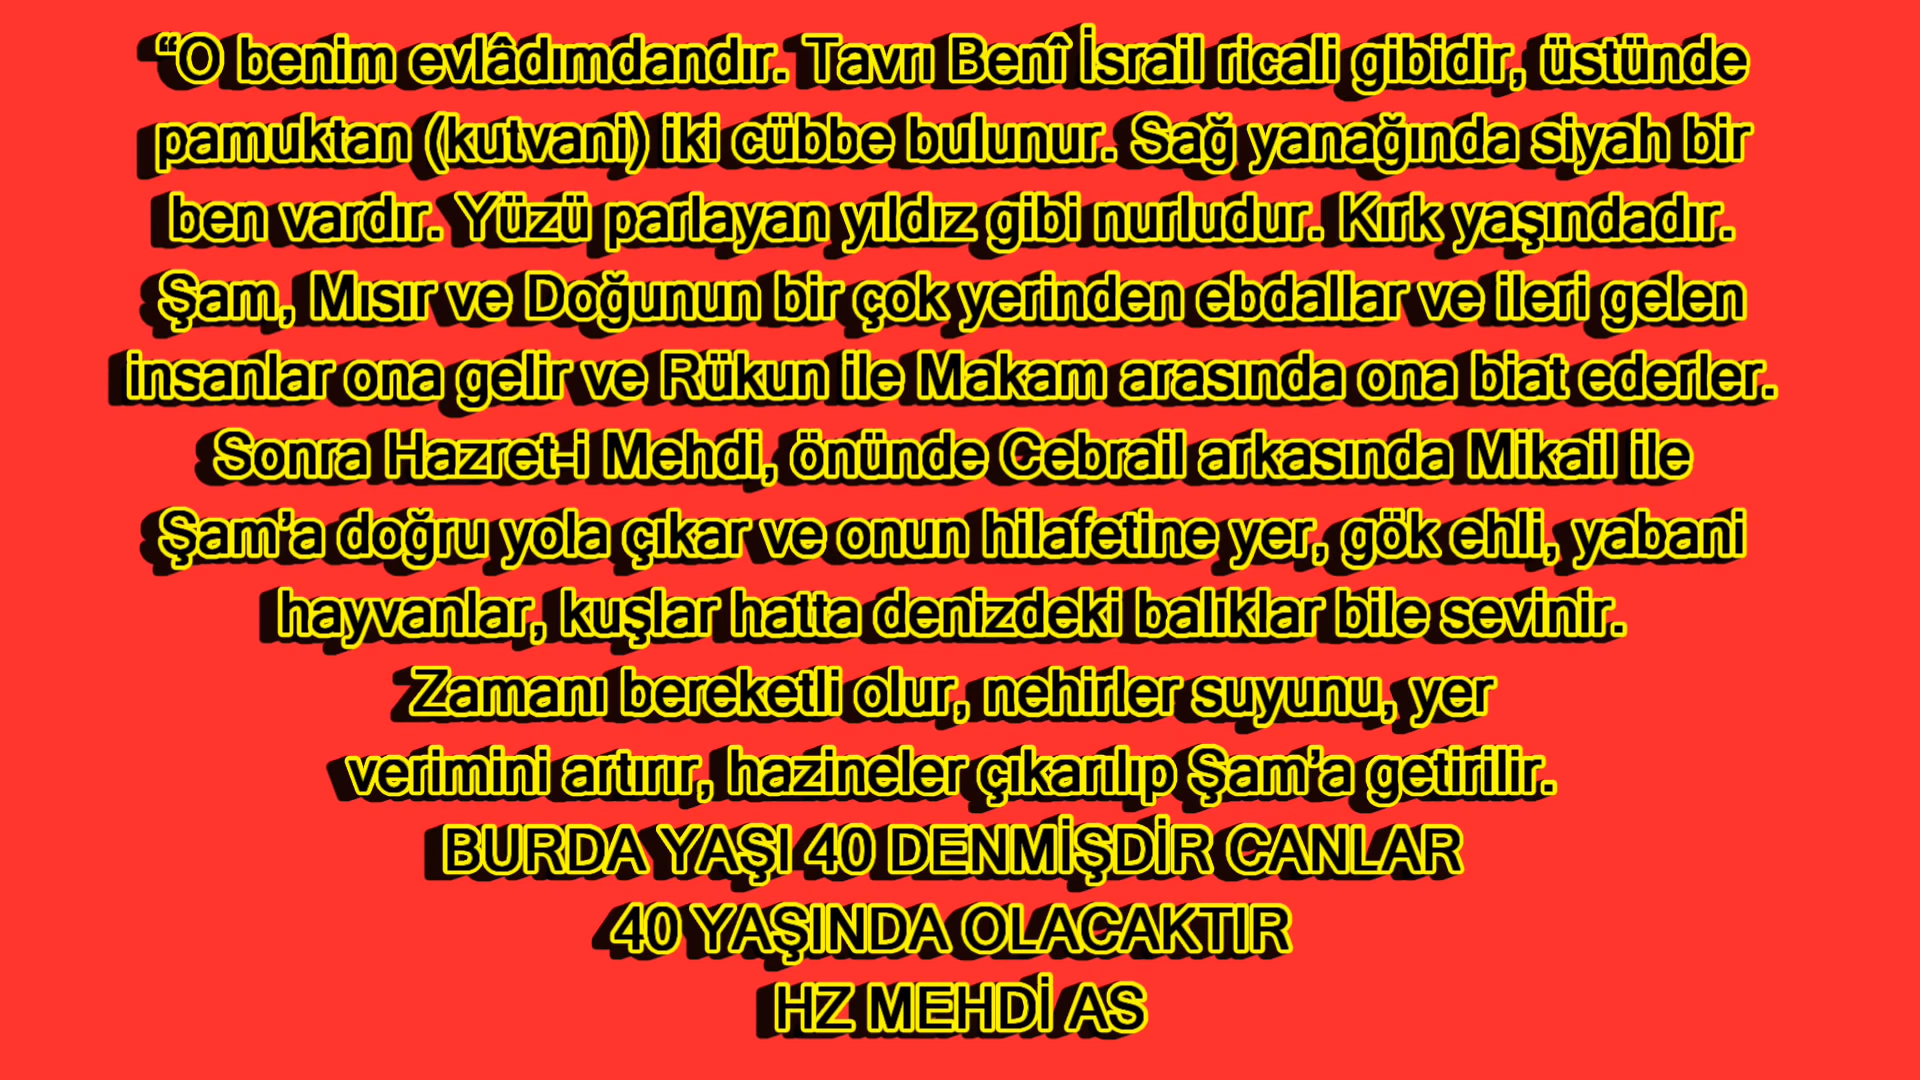 “O benim evlâdımdandır. Tavrı Benî İsrail ricali gibidir, üstünde
pamuktan (kutvani) iki cübbe bulunur. Sağ yanağında siyah bir
ben vardır. Yüzü parlayan yıldız gibi nurludur. Kırk yaşındadır.
Şam, Mısır ve Doğunun bir çok yerinden ebdallar ve ileri gelen
insanlar ona gelir ve Rükun ile Makam arasında ona biat ederler.
Sonra Hazret-i Mehdi, önünde Cebrail arkasında Mikail ile
Şam’a doğru yola çıkar ve onun hilafetine yer, gök ehli, yabani
hayvanlar, kuşlar hatta denizdeki balıklar bile sevinir.
Zamanı bereketli olur, nehirler suyunu, yer
verimini artırır, hazineler çıkarılıp Şam’a getirilir.
BURDA YAŞI 40 DENMİŞDİR CANLAR
40 YAŞINDA OLACAKTIR
HZ MEHDİ AS